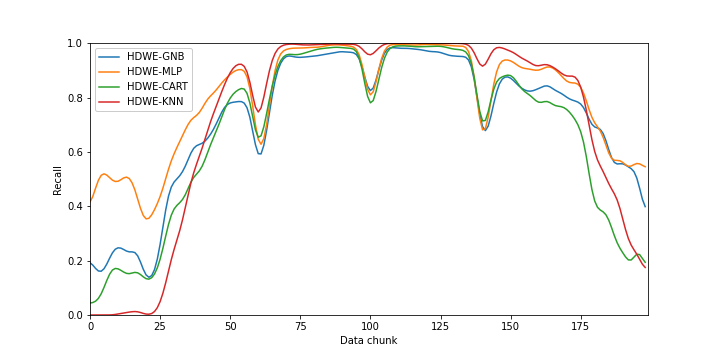 1.0
HDWE-GNB
HDWE-MLP
HDWE-CART
HDWE-KNN
0.8
0.6
Recall
0.4
0.2
0.0
0 25 50 75 100 125 150 175
Data chunk